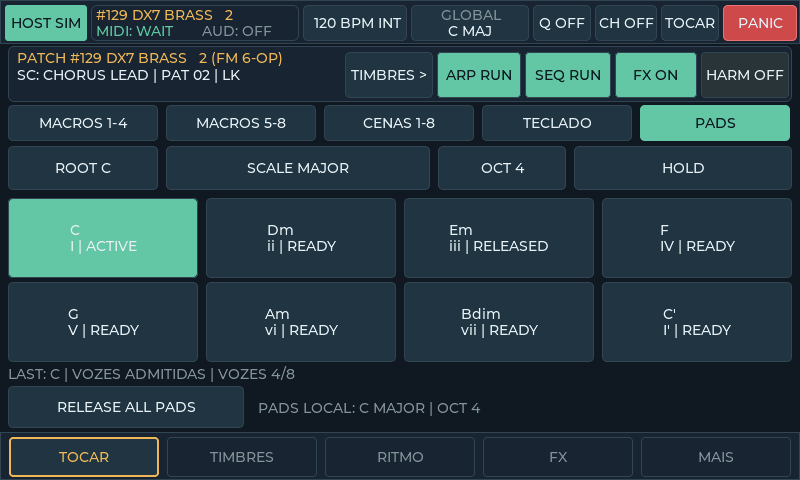 HOST SIM
#129 DX7 BRASS 2
MIDI: WAIT AUD: OFF
120 BPM INT
GLOBAL
C MAJ
Q OFF
CH OFF
TOCAR
PANIC
PATCH #129 DX7 BRASS 2 (FM 6-OP)
SC: CHORUS LEAD | PAT 02 | LK
TIMBRES >
ARP RUN
SEQ RUN
FX ON
HARM OFF
MACROS 1-4
MACROS 5-8
CENAS 1-8
TECLADO
PADS
ROOT C
SCALE MAJOR
OCT 4
HOLD
C
I | ACTIVE
Dm
ii | READY
Em
iii | RELEASED
F
IV | READY
G
V | READY
Am
vi | READY
Bdim
vii | READY
C'
I' | READY
LAST: C | VOZES ADMITIDAS | VOZES 4/8
RELEASE ALL PADS
PADS LOCAL: C MAJOR | OCT 4
TOCAR
TIMBRES
RITMO
FX
MAIS